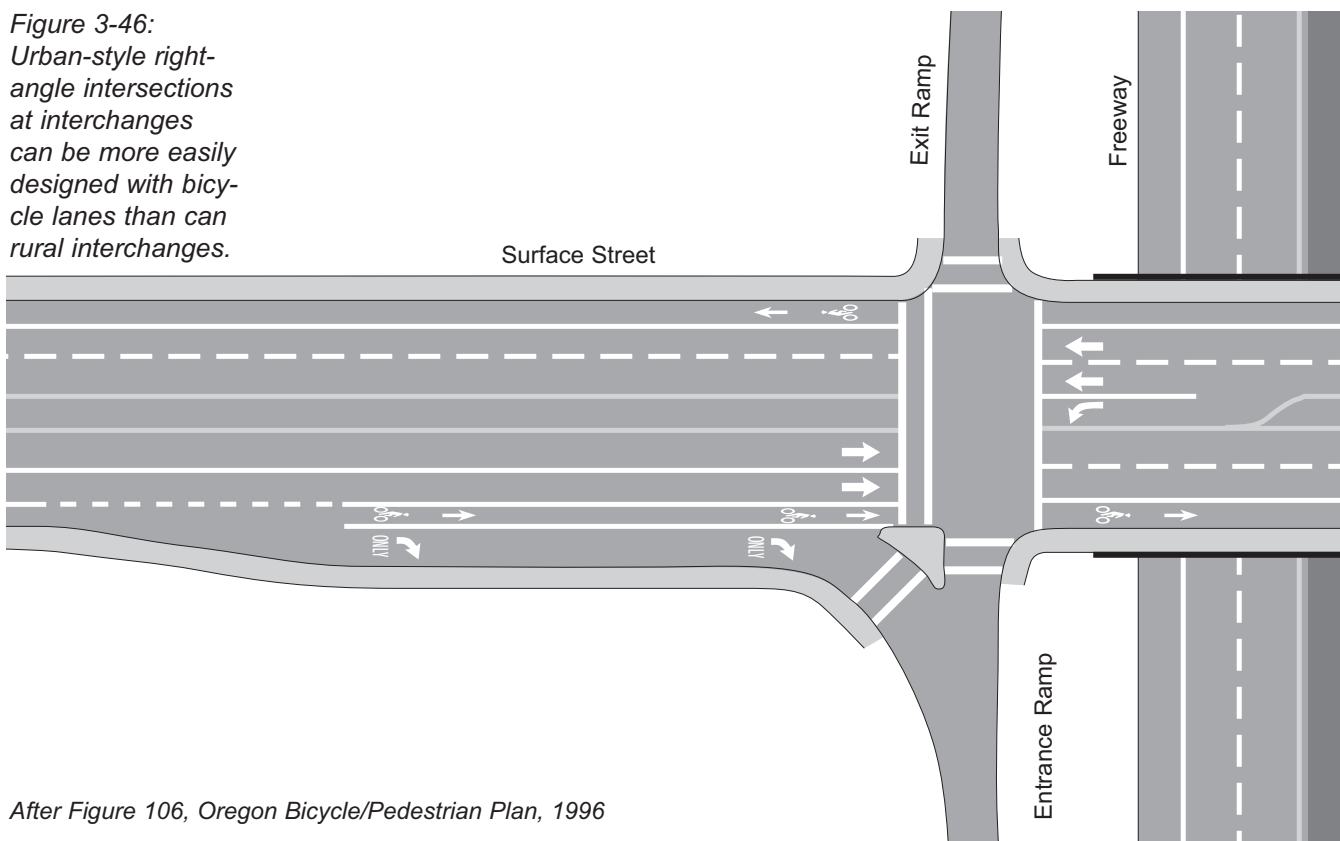 Figure 3-46:
Urban-style right-
angle intersections
at interchanges
can be more easily
designed with bicy-
cle lanes than can
rural interchanges.
Surface Street
Exit Ramp
Freeway
ONLY
ONLY
Entrance Ramp
After Figure 106, Oregon Bicycle/Pedestrian Plan, 1996